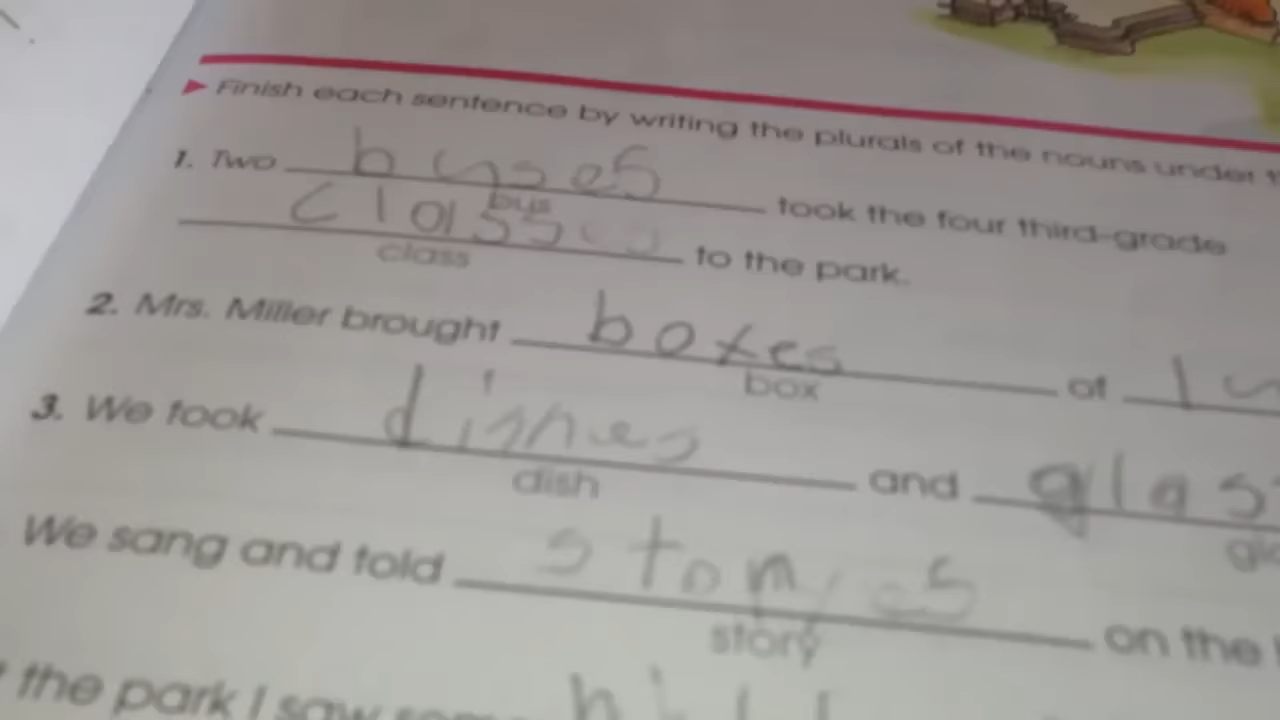 Finish each sentence by writing the plurals of the nouns under
1. Two buses took the four third-grade
bus
classes to the park.
class
2. Mrs. Miller brought boxes of
box
3. We took dishes and glas
dish
We sang and told stories on the
story
the park I saw